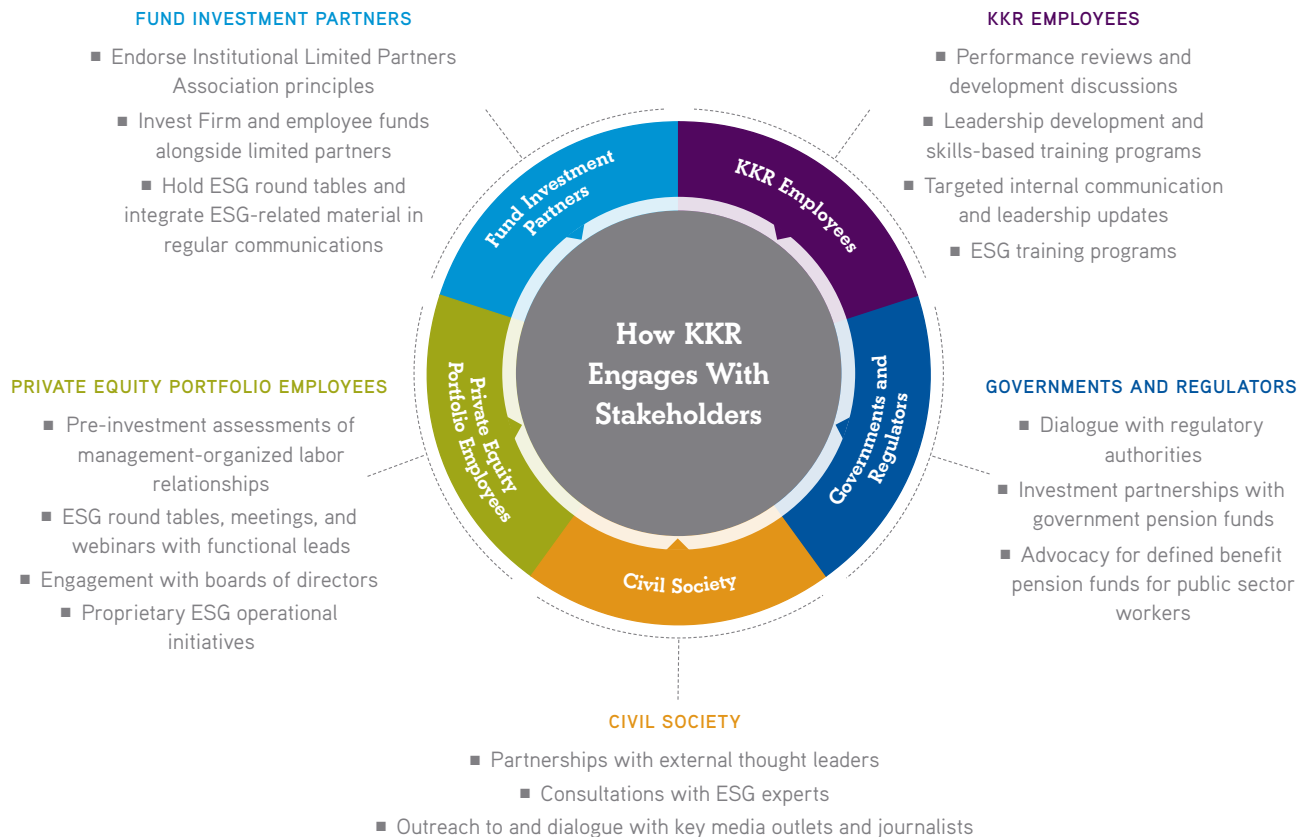 FUND INVESTMENT PARTNERS
■ Endorse Institutional Limited Partners
Association principles
■ Invest Firm and employee funds
alongside limited partners
■ Hold ESG round tables and
integrate ESG-related material in
regular communications
KKR EMPLOYEES
■ Performance reviews and
development discussions
■ Leadership development and
skills-based training programs
■ Targeted internal communication
and leadership updates
■ ESG training programs
Fund Investment
Partners
KKR Employees
How KKR
Engages With
Stakeholders
Private Equity
Portfolio Employees
Governments and
Regulators
Civil Society
PRIVATE EQUITY PORTFOLIO EMPLOYEES
■ Pre-investment assessments of
management-organized labor
relationships
■ ESG round tables, meetings, and
webinars with functional leads
■ Engagement with boards of directors
■ Proprietary ESG operational
initiatives
GOVERNMENTS AND REGULATORS
■ Dialogue with regulatory
authorities
■ Investment partnerships with
government pension funds
■ Advocacy for defined benefit
pension funds for public sector
workers
CIVIL SOCIETY
■ Partnerships with external thought leaders
■ Consultations with ESG experts
■ Outreach to and dialogue with key media outlets and journalists